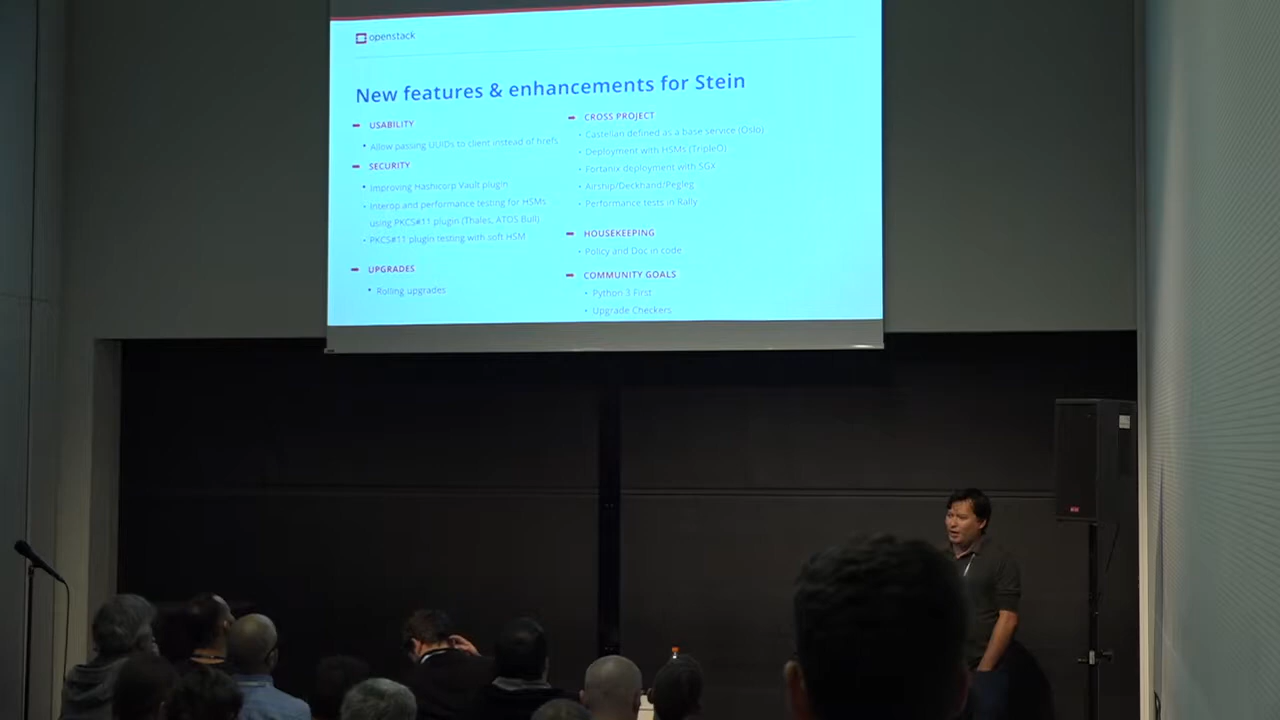 openstack
New features & enhancements for Stein
USABILITY
Allow passing UUIDs to client instead of hrefs
SECURITY
Improving Hashicorp Vault plugin
Interop and performance testing for HSMs
using PKCS#11 plugin (Thales, ATOS Bull)
PKCS#11 plugin testing with soft HSM
UPGRADES
Rolling upgrades
CROSS PROJECT
Castellan defined as a base service (Oslo)
Deployment with HSMs (TripleO)
Fortanix deployment with SGX
Airship/Deckhand/Pegleg
Performance tests in Rally
HOUSEKEEPING
Policy and Doc in code
COMMUNITY GOALS
Python 3 First
Upgrade Checkers